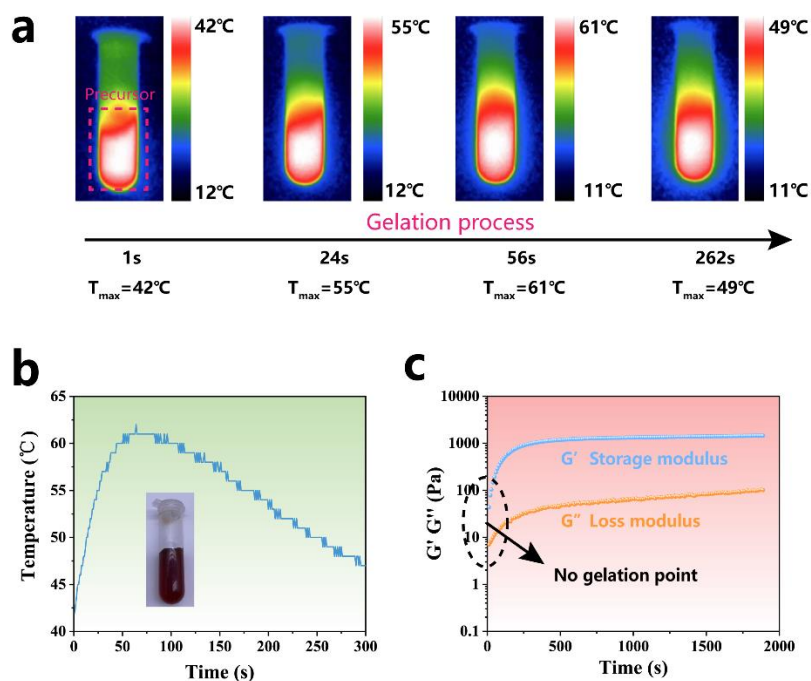 a
42℃
55℃
61℃
49℃
Precursor
12℃
12℃
11℃
11℃
Gelation process
1s
24s
56s
262s
Tmax=42℃
Tmax=55℃
Tmax=61℃
Tmax=49℃
b
65
60
55
50
45
40
Temperature (℃)
0
50
100
150
200
250
300
Time (s)
c
10000
1000
100
10
1
0.1
G' G'' (Pa)
G' Storage modulus
G'' Loss modulus
No gelation point
0
500
1000
1500
2000
Time (s)